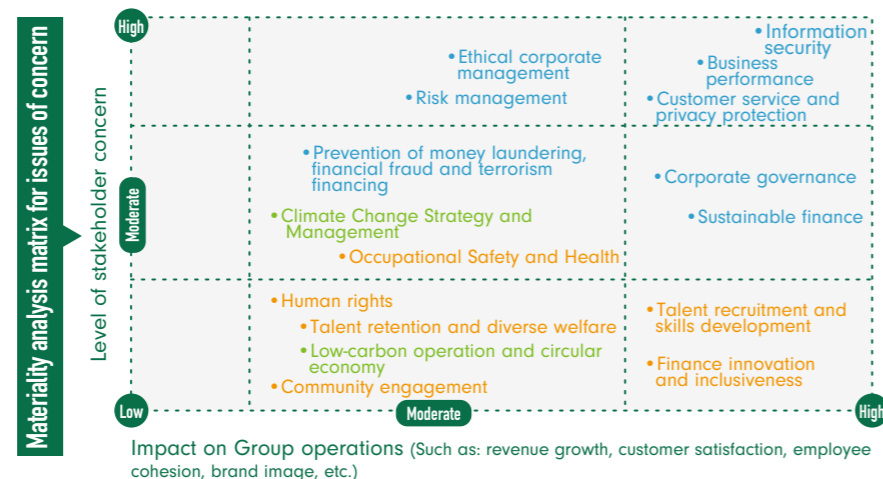 Materiality analysis matrix for issues of concern
Level of stakeholder concern
High
Moderate
Low
Moderate
High
• Ethical corporate
management
• Risk management
• Information
security
• Business
performance
• Customer service and
privacy protection
• Prevention of money laundering,
financial fraud and terrorism
financing
• Climate Change Strategy and
Management
• Occupational Safety and Health
• Corporate governance
• Sustainable finance
• Human rights
• Talent retention and diverse welfare
• Low-carbon operation and circular
economy
• Community engagement
• Talent recruitment and
skills development
• Finance innovation
and inclusiveness
Impact on Group operations (Such as: revenue growth, customer satisfaction, employee
cohesion, brand image, etc.)